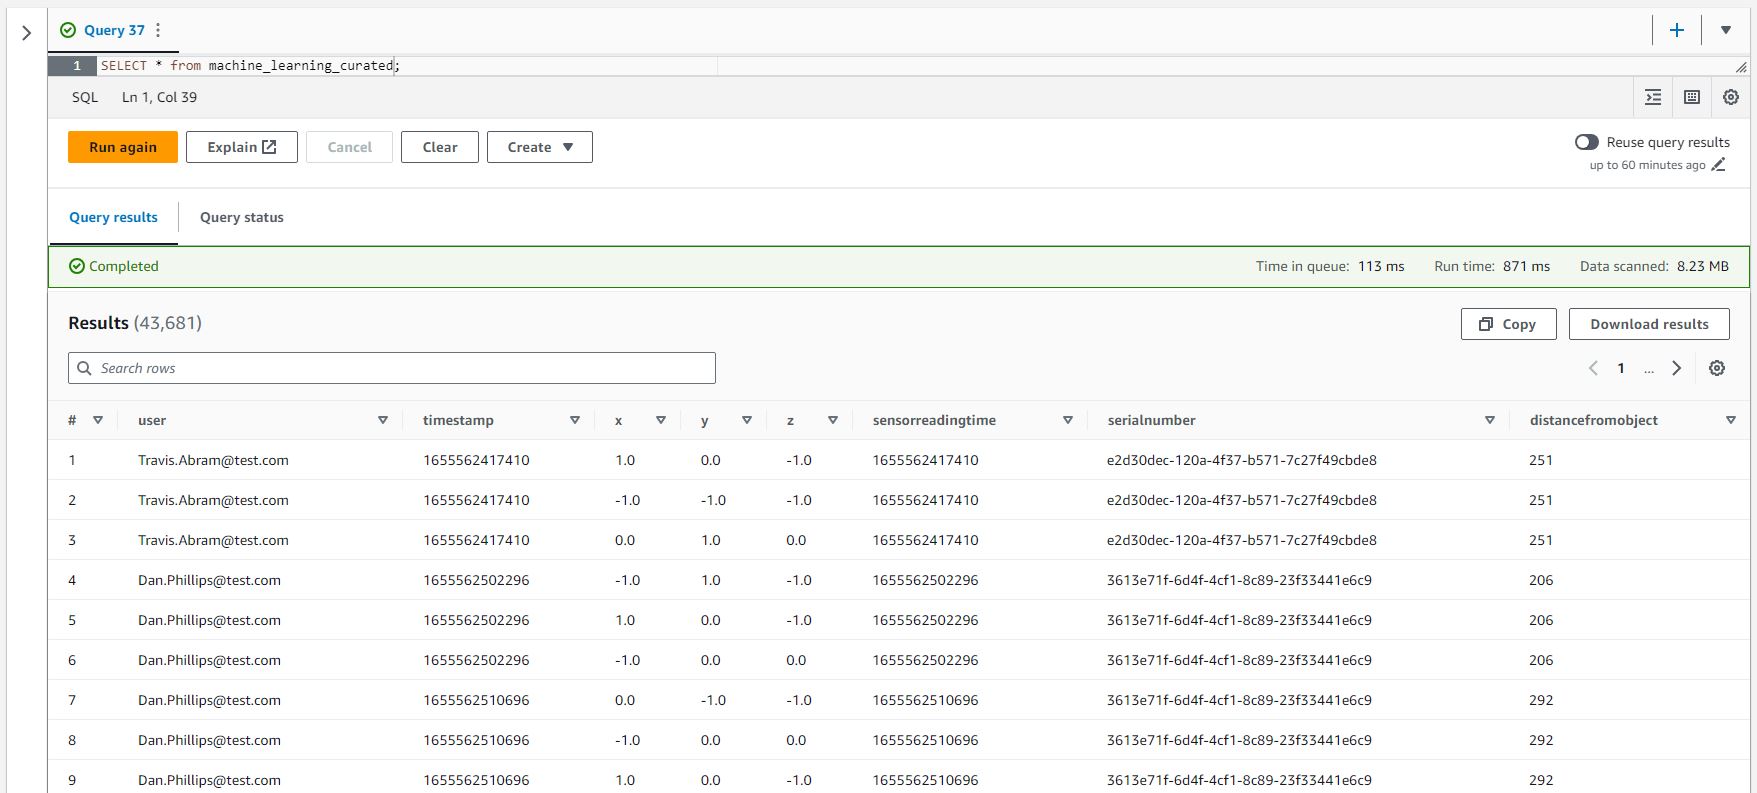 Query 37
1 SELECT * from machine_learning_curated;
SQL Ln 1, Col 39
Run again Explain Cancel Clear Create Reuse query results
up to 60 minutes ago
Query results Query status
Completed Time in queue: 113 ms Run time: 871 ms Data scanned: 8.23 MB
Results (43,681) Copy Download results
Search rows 1 ...
# user timestamp x y z sensorreadingtime serialnumber distancefromobject
1 Travis.Abram@test.com 1655562417410 1.0 0.0 -1.0 1655562417410 e2d30dec-120a-4f37-b571-7c27f49cbde8 251
2 Travis.Abram@test.com 1655562417410 -1.0 -1.0 -1.0 1655562417410 e2d30dec-120a-4f37-b571-7c27f49cbde8 251
3 Travis.Abram@test.com 1655562417410 0.0 1.0 0.0 1655562417410 e2d30dec-120a-4f37-b571-7c27f49cbde8 251
4 Dan.Phillips@test.com 1655562502296 -1.0 1.0 -1.0 1655562502296 3613e71f-6d4f-4cf1-8c89-23f33441e6c9 206
5 Dan.Phillips@test.com 1655562502296 1.0 0.0 -1.0 1655562502296 3613e71f-6d4f-4cf1-8c89-23f33441e6c9 206
6 Dan.Phillips@test.com 1655562502296 -1.0 0.0 0.0 1655562502296 3613e71f-6d4f-4cf1-8c89-23f33441e6c9 206
7 Dan.Phillips@test.com 1655562510696 0.0 -1.0 -1.0 1655562510696 3613e71f-6d4f-4cf1-8c89-23f33441e6c9 292
8 Dan.Phillips@test.com 1655562510696 -1.0 0.0 0.0 1655562510696 3613e71f-6d4f-4cf1-8c89-23f33441e6c9 292
9 Dan.Phillips@test.com 1655562510696 1.0 0.0 -1.0 1655562510696 3613e71f-6d4f-4cf1-8c89-23f33441e6c9 292